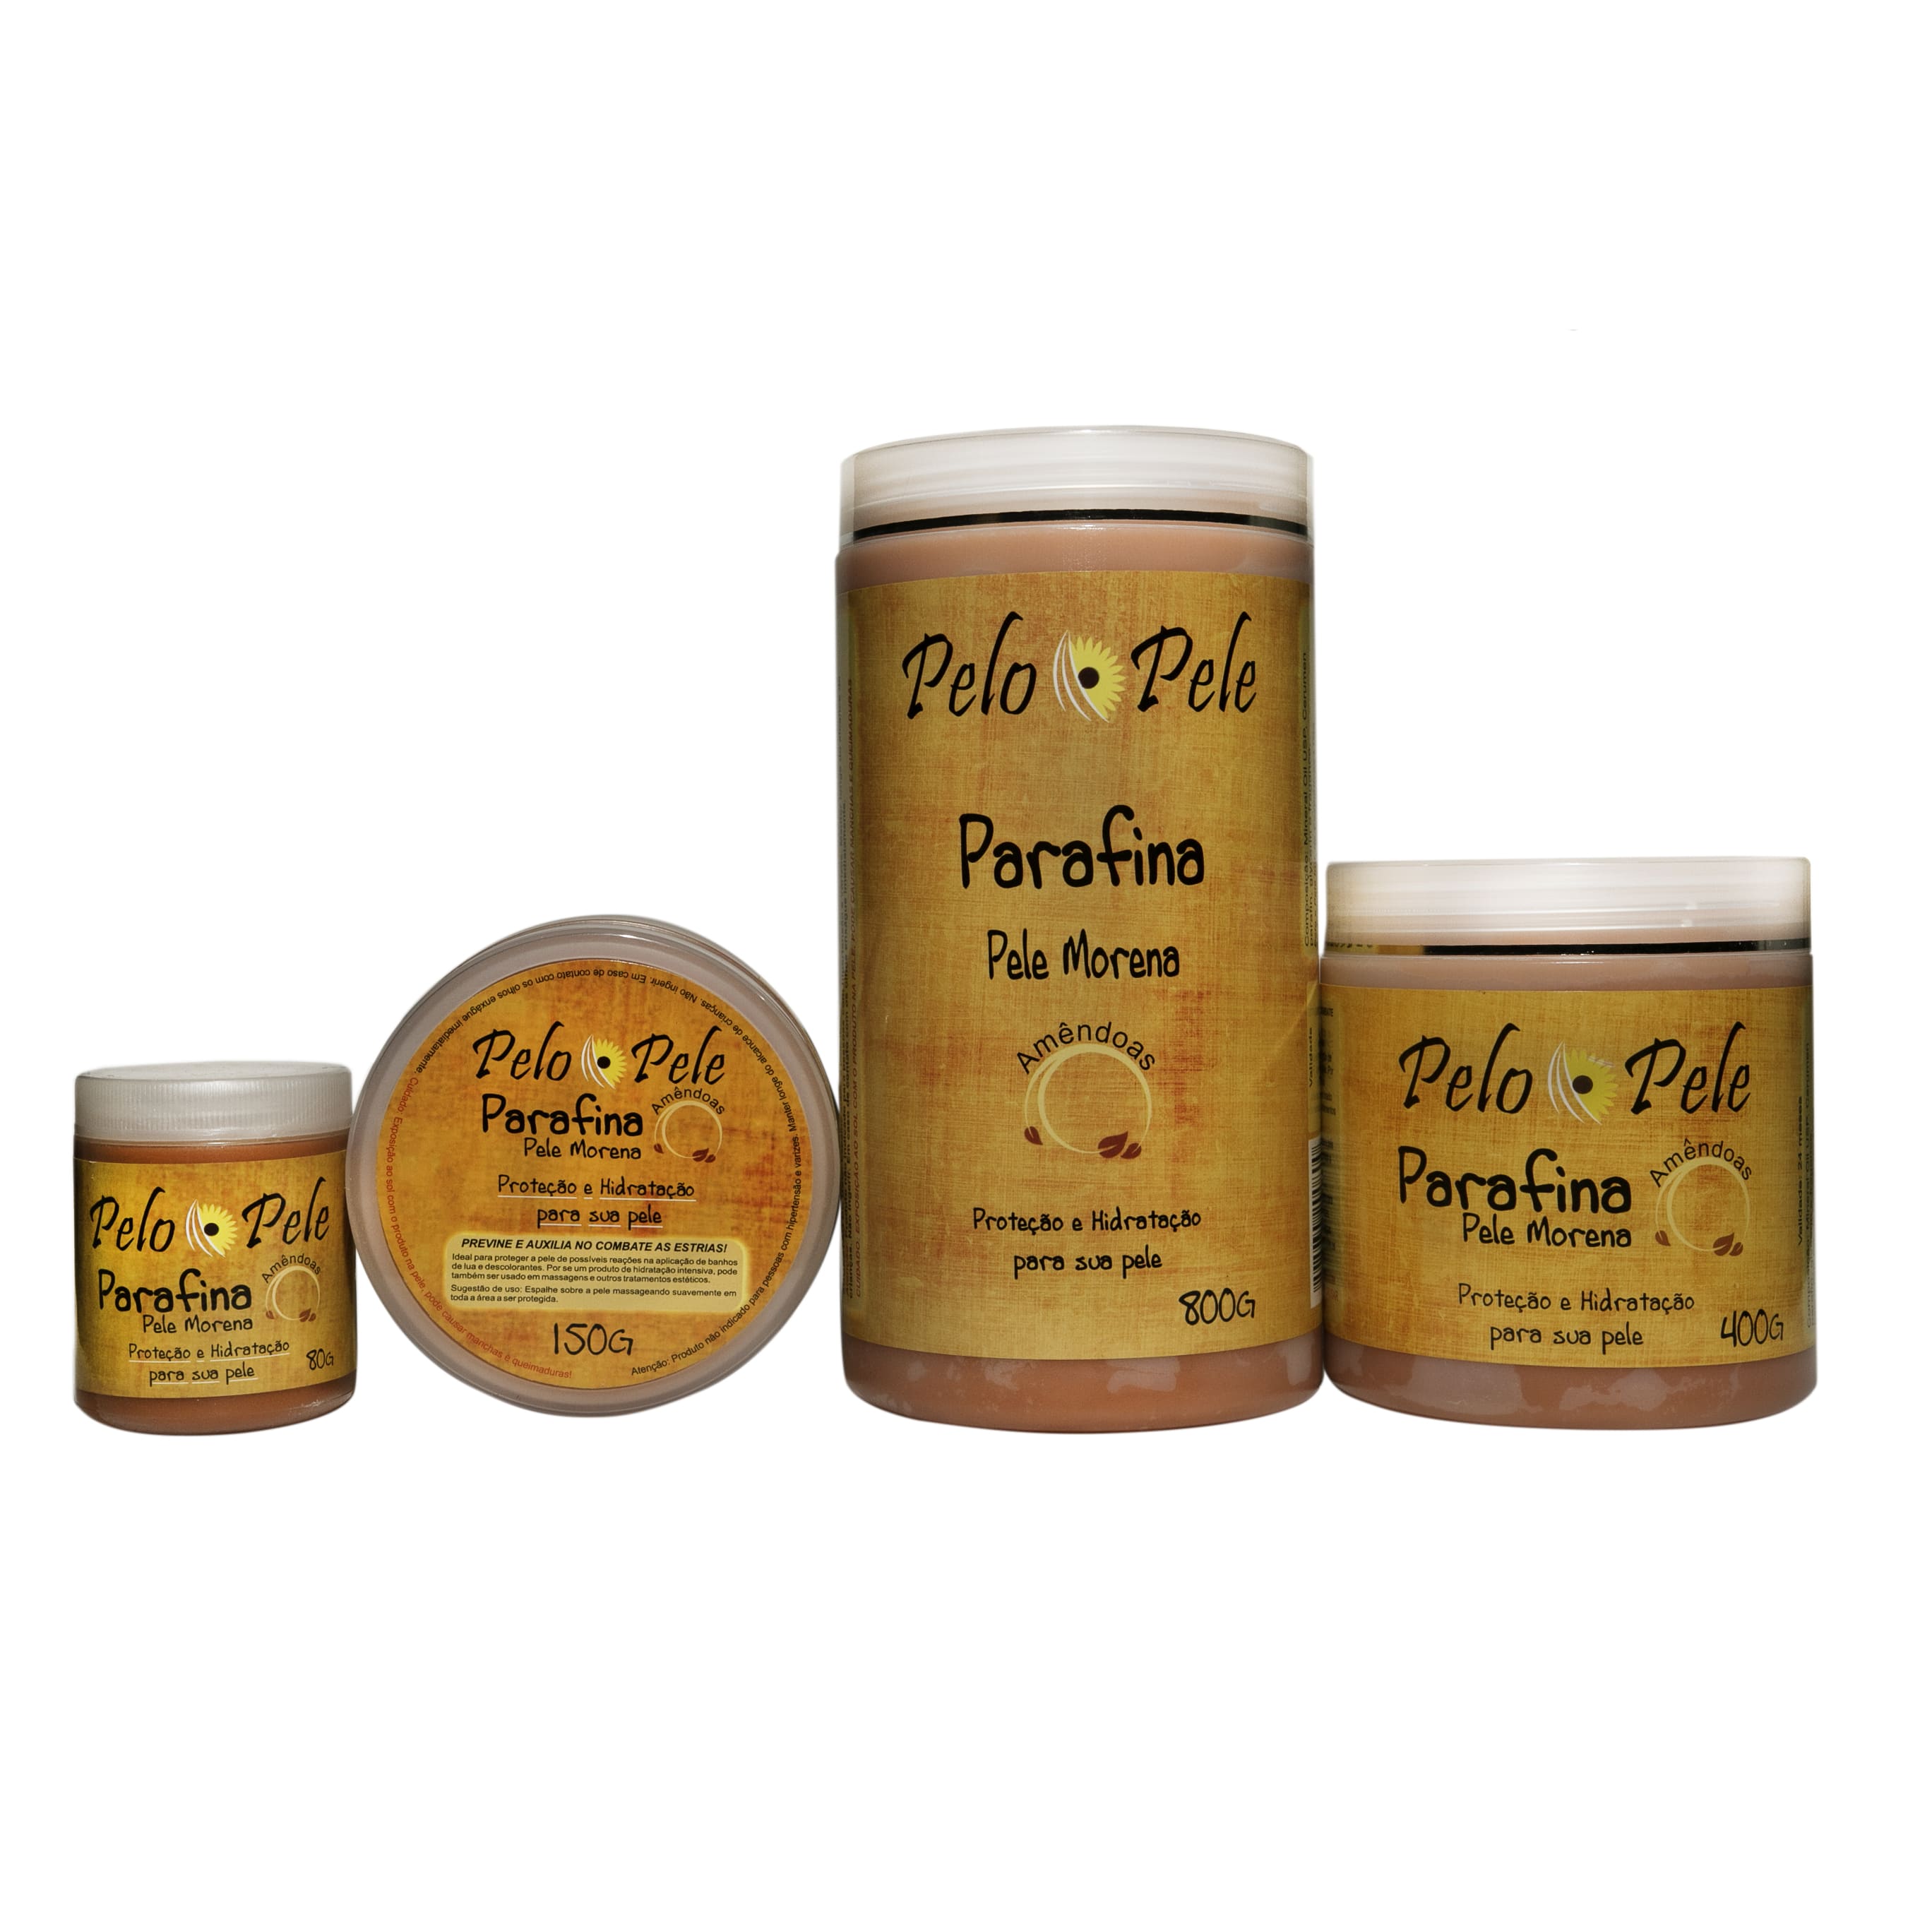 Pelo Pele
Parafina
Pele Morena
Amêndoas
Proteção e Hidratação
para sua pele
80G
Pelo Pele
Parafina
Pele Morena
Amêndoas
Proteção e Hidratação
para sua pele
PREVINE E AUXILIA NO COMBATE AS ESTRIAS!
Ideal para proteger a pele de possíveis reações na aplicação de banhos
de lua e descolorantes. Por se um produto de hidratação intensiva, pode
também ser usado em massagens e outros tratamentos estéticos.
Sugestão de uso: Espalhe sobre a pele massageando suavemente em
toda a área a ser protegida.
150G
Atenção: Produto não indicado para pessoas com hipertensão e varizes. Manter longe do alcance de crianças. Não ingerir. Em caso de contato com os olhos enxágue imediatamente.
Cuidado: Exposição ao sol com o produto na pele, pode causar manchas e queimaduras!
Pelo Pele
Parafina
Pele Morena
Amêndoas
Proteção e Hidratação
para sua pele
800G
Pelo Pele
Parafina
Pele Morena
Amêndoas
Proteção e Hidratação
para sua pele
400G
Validade: 24 meses